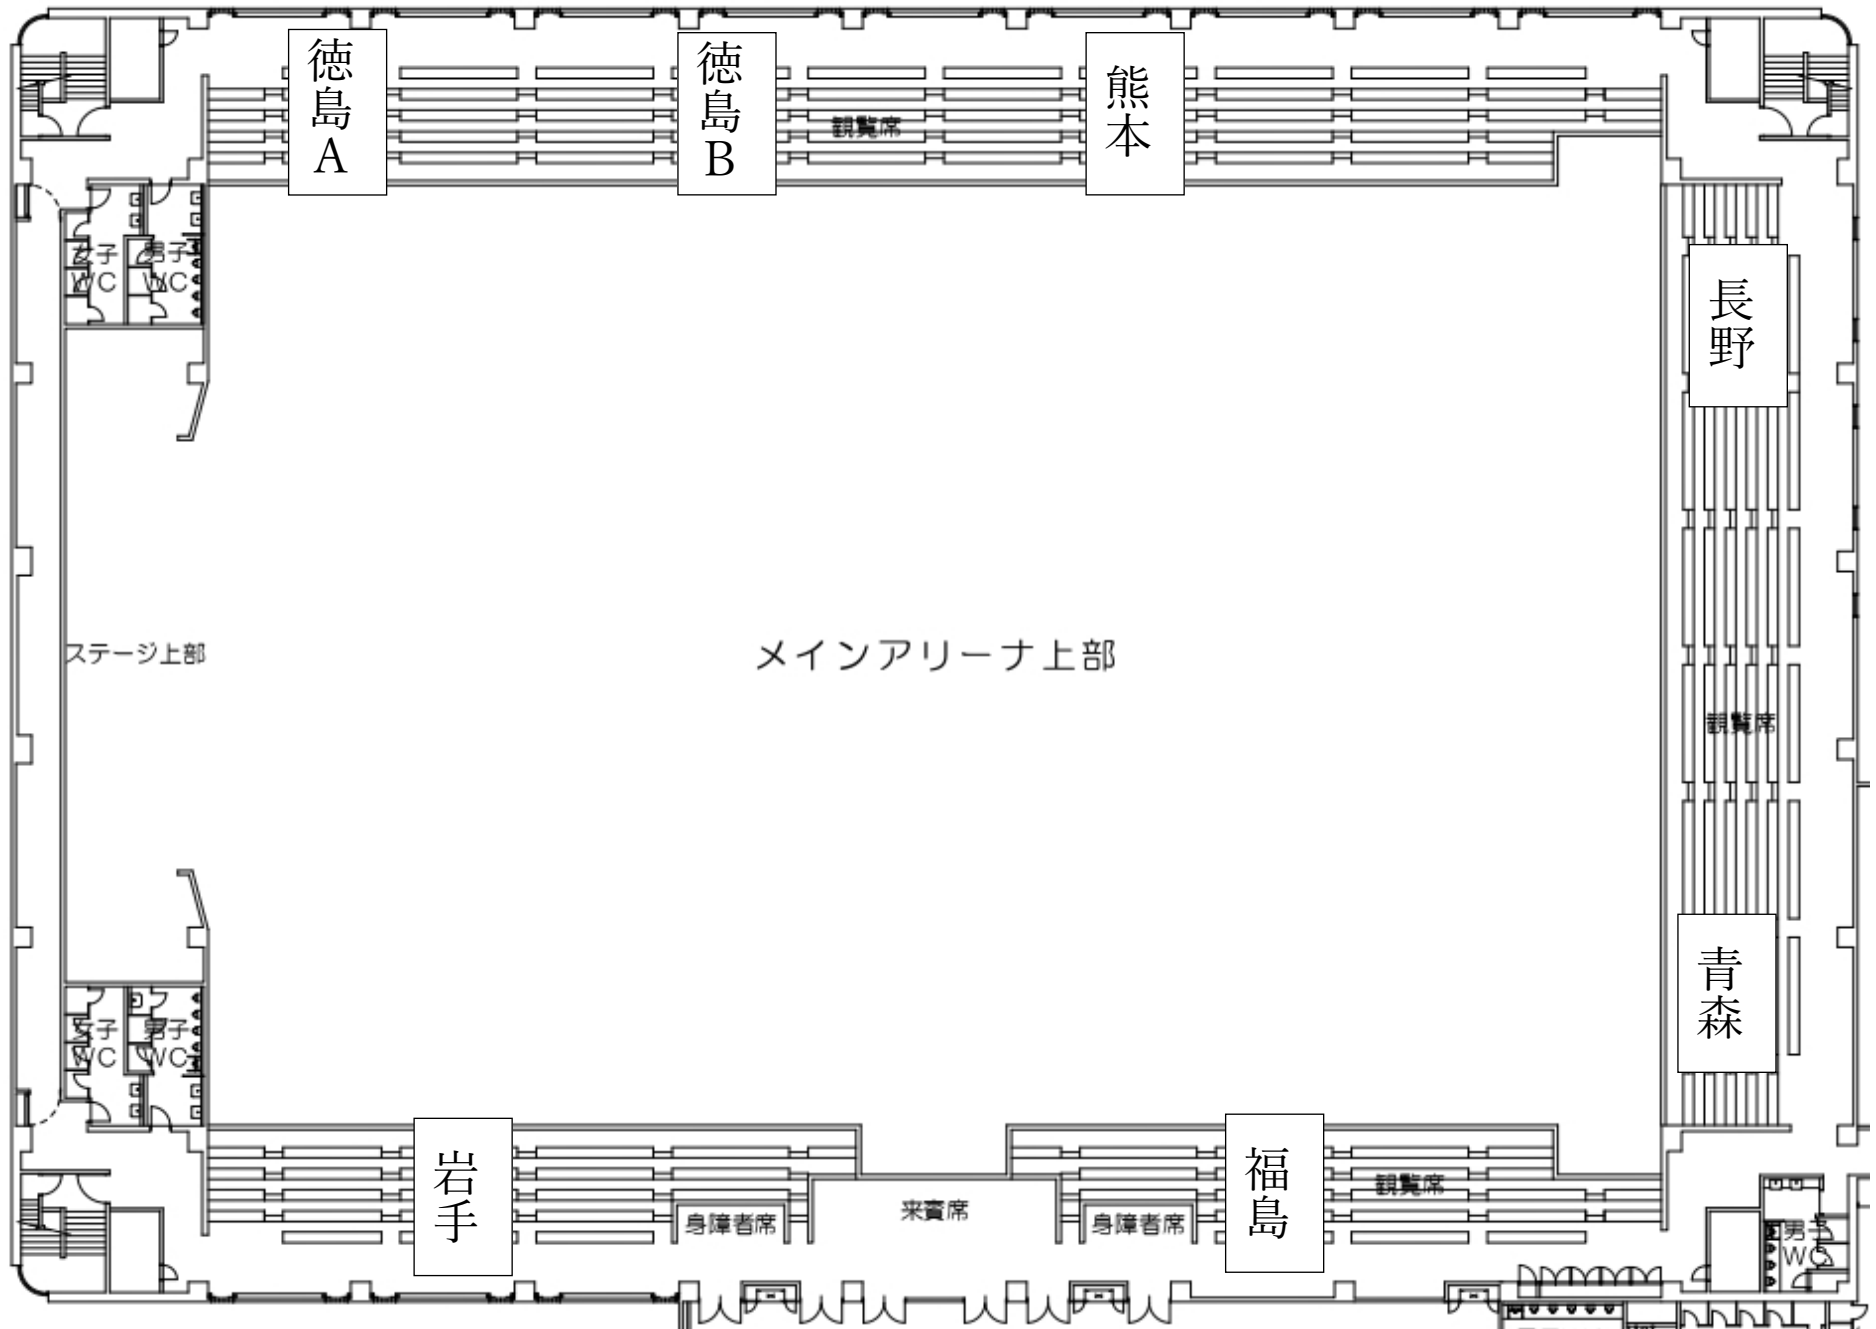 徳島A
徳島B
熊本
観覧席
女子
WC
男子
WC
長野
ステージ上部
メインアリーナ上部
観覧席
青森
女子
WC
男子
WC
岩手
身障者席
来賓席
身障者席
福島
観覧席
男子
WC